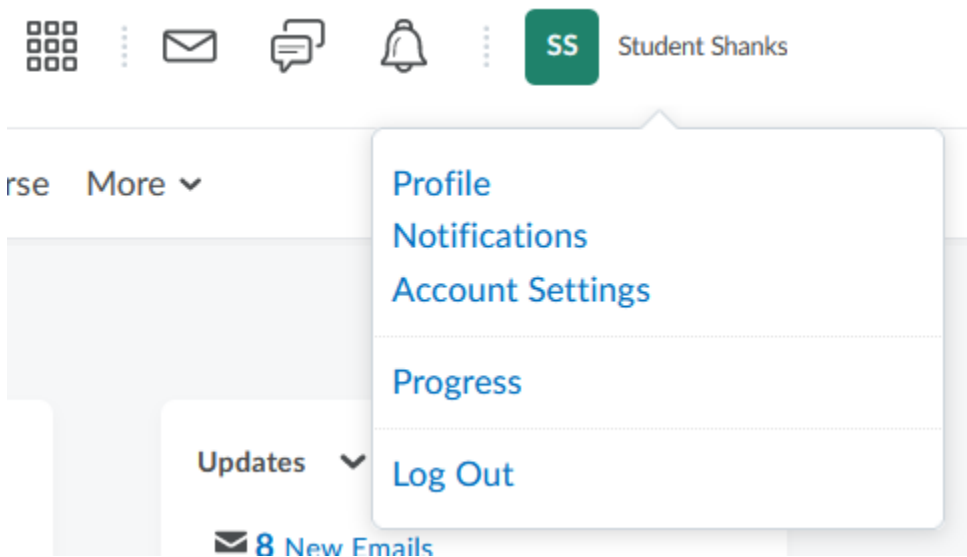 SS Student Shanks
rse More
Profile
Notifications
Account Settings
Progress
Log Out
Updates
8 New Emails